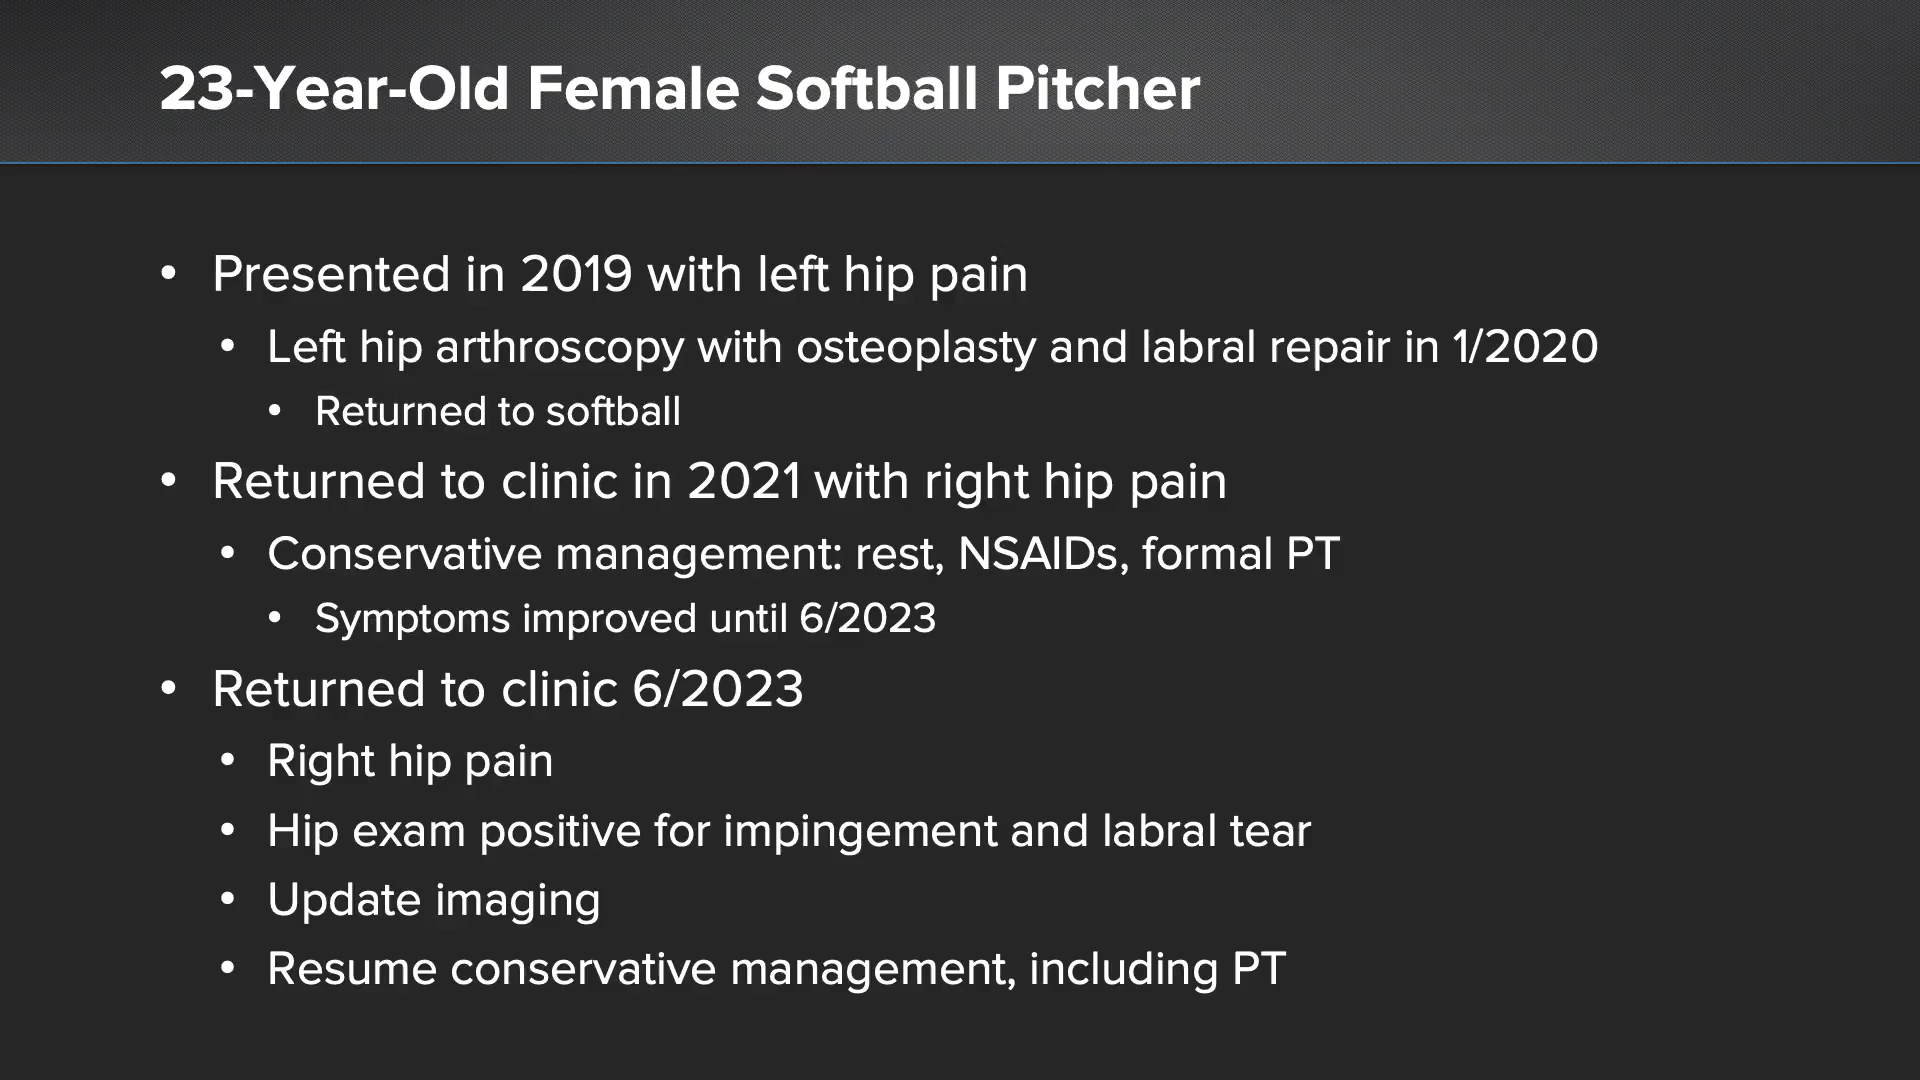 23-Year-Old Female Softball Pitcher
• Presented in 2019 with left hip pain
• Left hip arthroscopy with osteoplasty and labral repair in 1/2020
• Returned to softball
• Returned to clinic in 2021 with right hip pain
• Conservative management: rest, NSAIDs, formal PT
• Symptoms improved until 6/2023
• Returned to clinic 6/2023
• Right hip pain
• Hip exam positive for impingement and labral tear
• Update imaging
• Resume conservative management, including PT